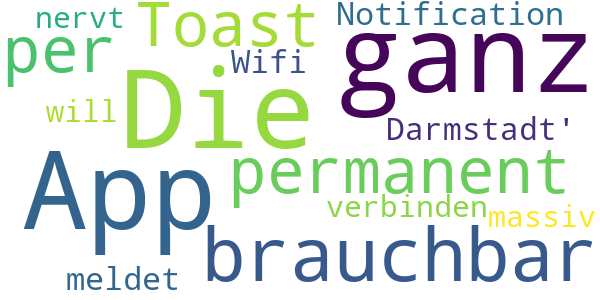 nervt Toast Notification
per Wifi ganz
will Die Darmstadt'
App permanent
verbinden massiv
meldet brauchbar